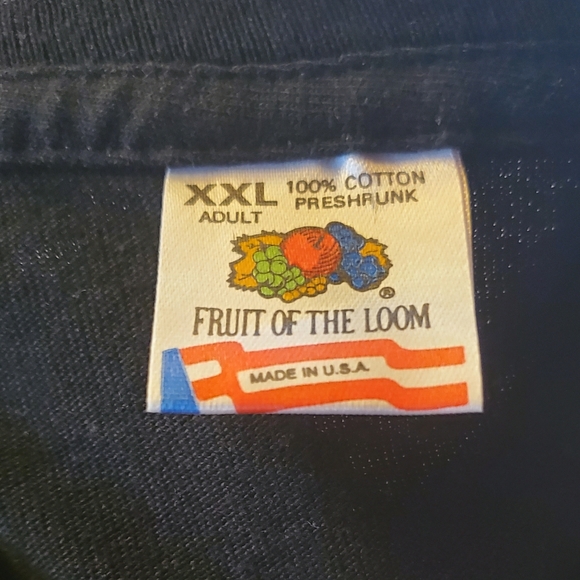 XXL 100% COTTON
ADULT PRESHRUNK
®
FRUIT OF THE LOOM
MADE IN U.S.A.